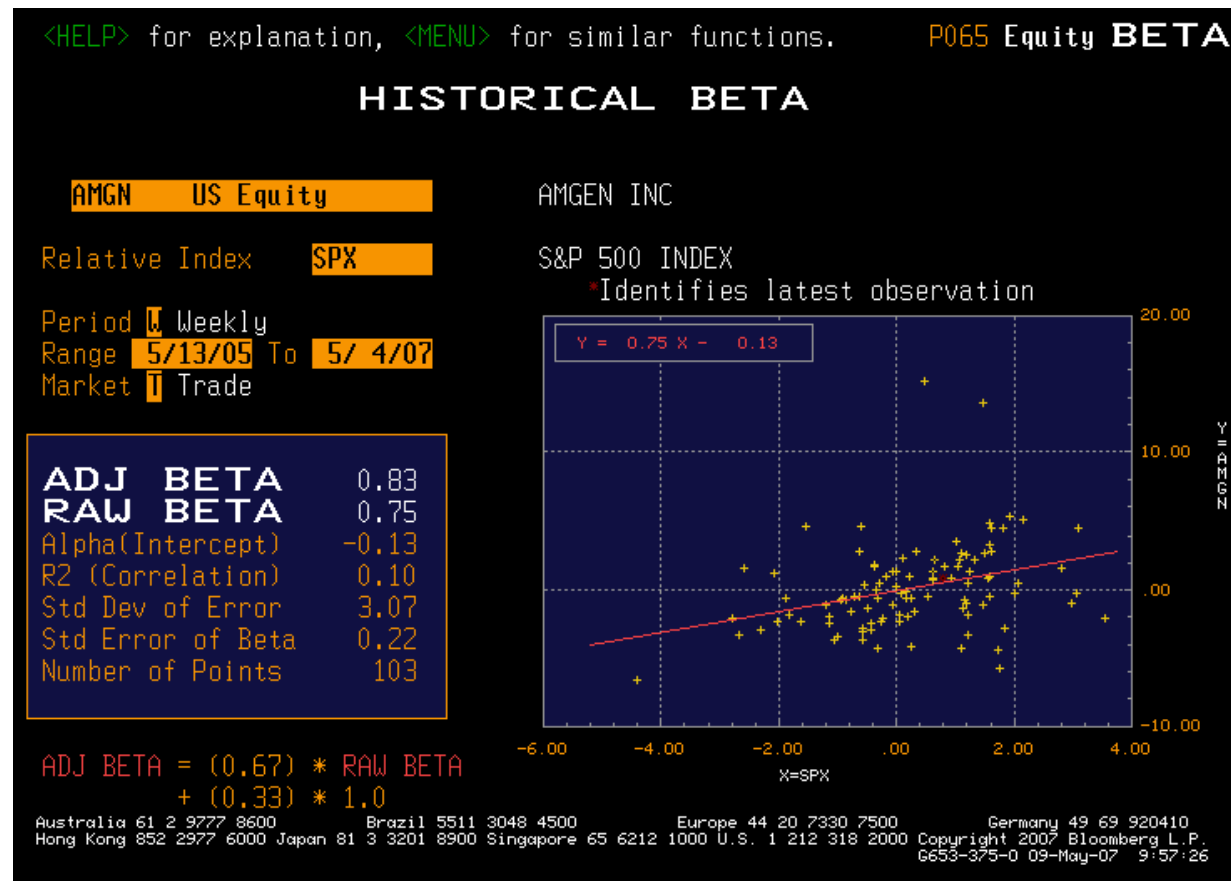 <HELP> for explanation, <MENU> for similar functions. P065 Equity BETA
HISTORICAL BETA
AMGN US Equity
AMGEN INC
Relative Index SPX
S&P 500 INDEX
*Identifies latest observation
Period W Weekly
Range 5/13/05 To 5/ 4/07
Market T Trade
Y = 0.75 X - 0.13
20.00
10.00
.00
-10.00
Y=AMGN
-6.00 -4.00 -2.00 .00 2.00 4.00
X=SPX
ADJ BETA 0.83
RAW BETA 0.75
Alpha(Intercept) -0.13
R2 (Correlation) 0.10
Std Dev of Error 3.07
Std Error of Beta 0.22
Number of Points 103
ADJ BETA = (0.67) * RAW BETA
+ (0.33) * 1.0
Australia 61 2 9777 8600 Brazil 5511 3048 4500 Europe 44 20 7330 7500 Germany 49 69 920410
Hong Kong 852 2977 6000 Japan 81 3 3201 8900 Singapore 65 6212 1000 U.S. 1 212 318 2000 Copyright 2007 Bloomberg L.P.
G653-375-0 09-May-07 9:57:26